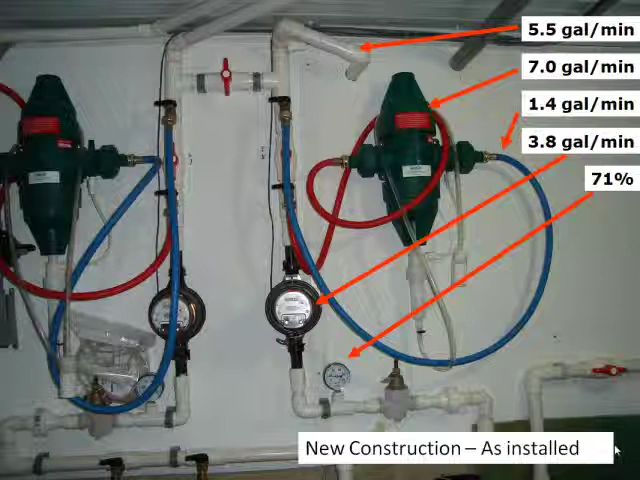 5.5 gal/min
7.0 gal/min
1.4 gal/min
3.8 gal/min
71%
New Construction – As installed